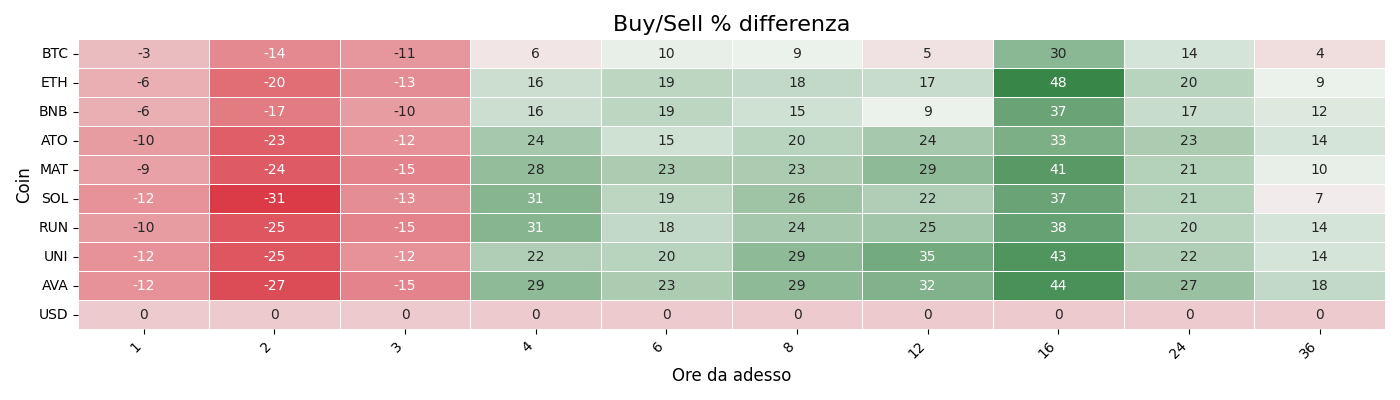 Buy/Sell % differenza
Coin
BTC -3 -14 -11 6 10 9 5 30 14 4
ETH -6 -20 -13 16 19 18 17 48 20 9
BNB -6 -17 -10 16 19 15 9 37 17 12
ATO -10 -23 -12 24 15 20 24 33 23 14
MAT -9 -24 -15 28 23 23 29 41 21 10
SOL -12 -31 -13 31 19 26 22 37 21 7
RUN -10 -25 -15 31 18 24 25 38 20 14
UNI -12 -25 -12 22 20 29 35 43 22 14
AVA -12 -27 -15 29 23 29 32 44 27 18
USD 0 0 0 0 0 0 0 0 0 0
1 2 3 4 6 8 12 16 24 36
Ore da adesso